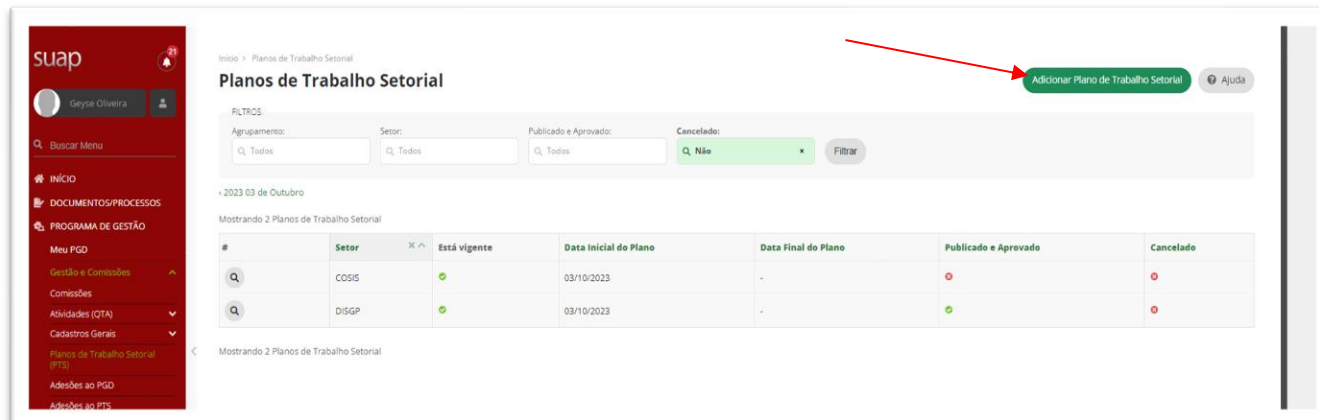 suap
21
Geyse Oliveira
Buscar Menu
INÍCIO
DOCUMENTOS/PROCESSOS
PROGRAMA DE GESTÃO
Meu PGD
Gestão e Comissões
Comissões
Atividades (QTA)
Cadastros Gerais
Planos de Trabalho Setorial
(PTS)
Adesões ao PGD
Adesões ao PTS
Início > Planos de Trabalho Setorial
Planos de Trabalho Setorial
Adicionar Plano de Trabalho Setorial
Ajuda
FILTROS:
Agrupamento: Setor: Publicado e Aprovado: Cancelado:
Todos Todos Todos Não × Filtrar
‹ 2023 03 de Outubro
Mostrando 2 Planos de Trabalho Setorial
# Setor Está vigente Data Inicial do Plano Data Final do Plano Publicado e Aprovado Cancelado
COSIS 03/10/2023 -
DISGP 03/10/2023 -
Mostrando 2 Planos de Trabalho Setorial